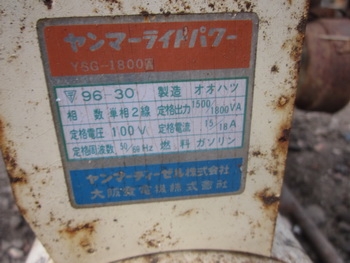 ヤンマーライトパワー
YSG-1800
〒96-30 製造 オオハツ
相数 単相2線 定格出力 1500/1800VA
定格電圧 100V 定格電流 15/18A
定格周波数 50/60Hz 燃料 ガソリン
ヤンマーディーゼル株式会社
大阪発電機株式会社